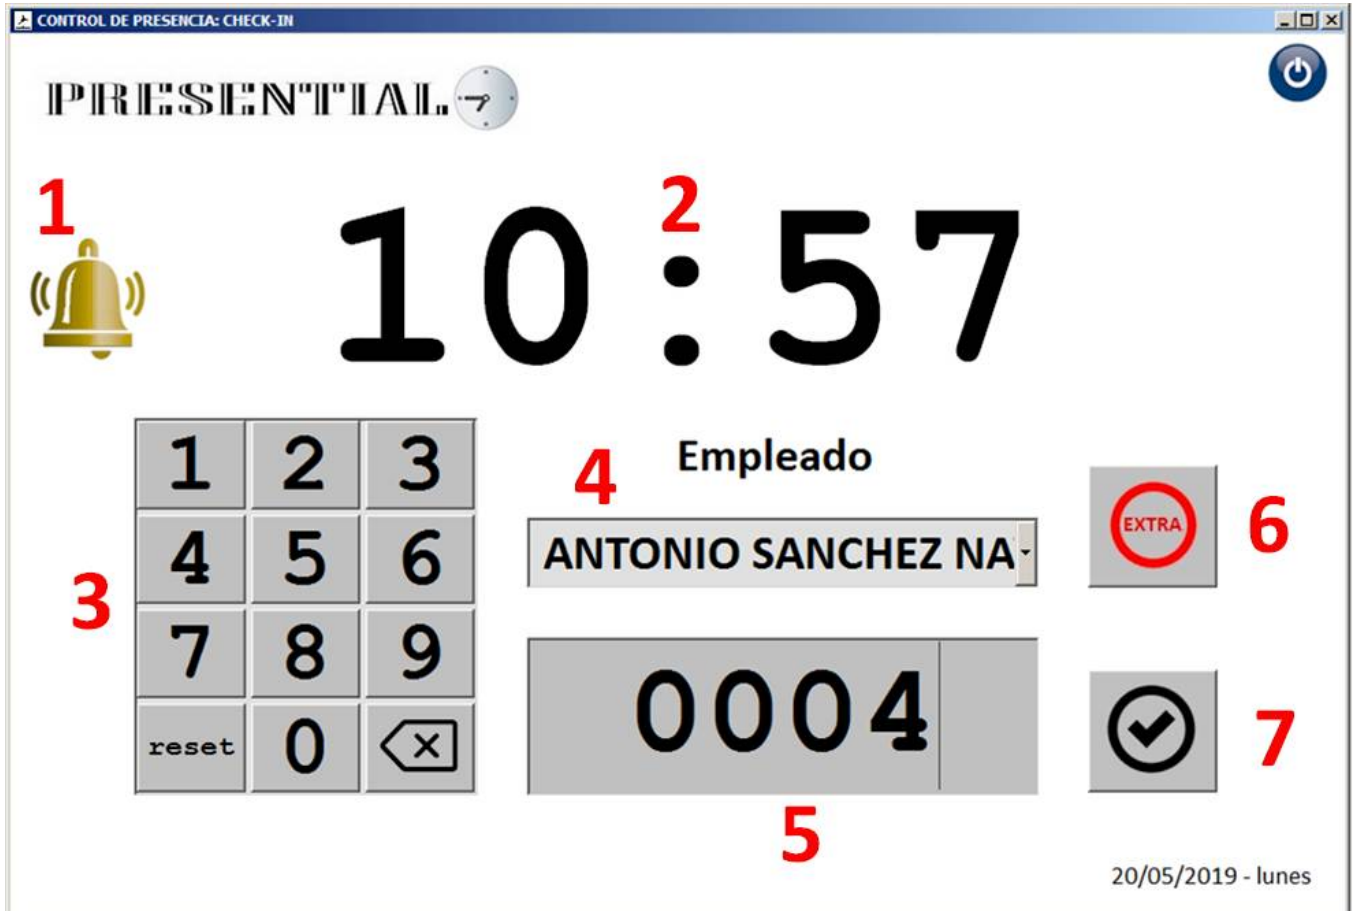 CONTROL DE PRESENCIA: CHECK-IN
PRESENTIAL
1
2
10:57
3
1 2 3
4 5 6
7 8 9
reset 0
4
Empleado
ANTONIO SANCHEZ NA
0004
5
EXTRA
6
7
20/05/2019 - lunes